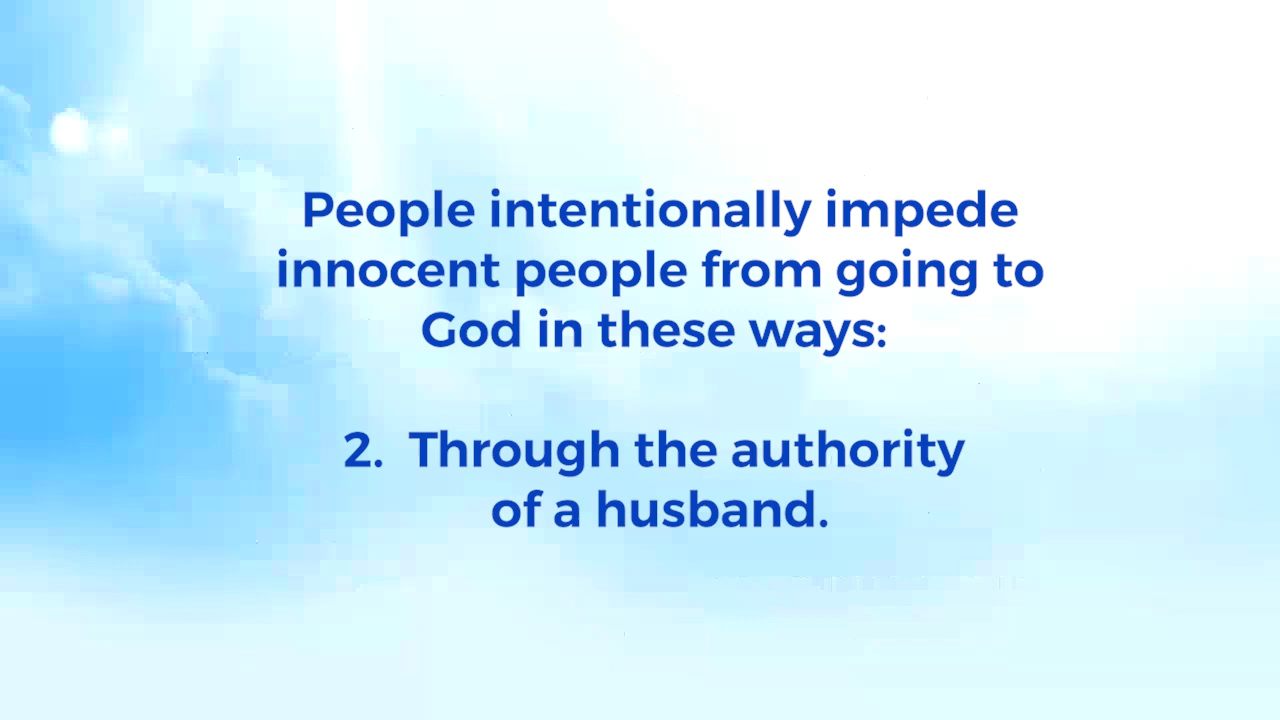 People intentionally impede
innocent people from going to
God in these ways:
2. Through the authority
of a husband.